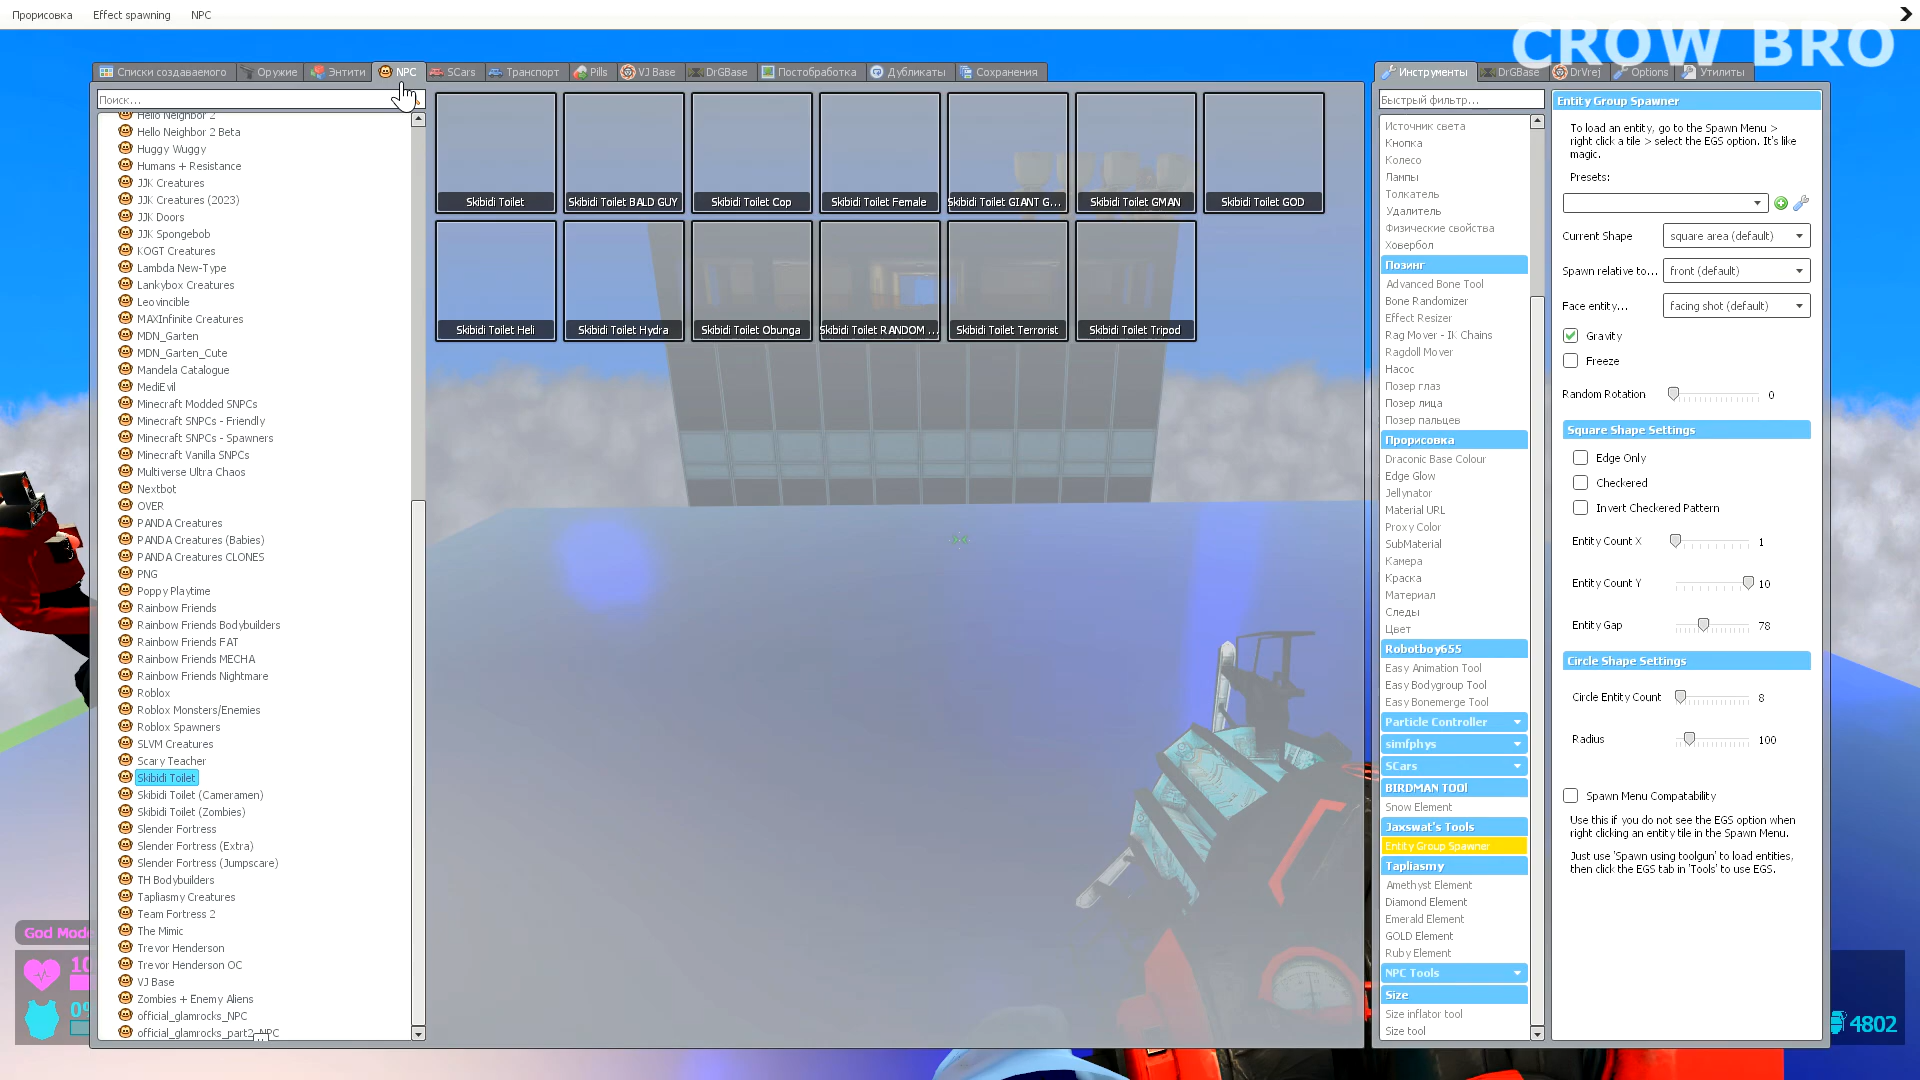 Прорисовка Effect spawning NPC
CROW BRO
Списки создаваемого Оружие Энтити NPC SCars Транспорт Pills VJ Base DrGBase Постобработка Дубликаты Сохранения
Поиск...
Hello Neighbor 2
Hello Neighbor 2 Beta
Huggy Wuggy
Humans + Resistance
JJK Creatures
JJK Creatures (2023)
JJK Doors
JJK Spongebob
KOGT Creatures
Lambda New-Type
Lankybox Creatures
Leovincible
MAXInfinite Creatures
MDN_Garten
MDN_Garten_Cute
Mandela Catalogue
MediEvil
Minecraft Modded SNPCs
Minecraft SNPCs - Friendly
Minecraft SNPCs - Spawners
Minecraft Vanilla SNPCs
Multiverse Ultra Chaos
Nextbot
OVER
PANDA Creatures
PANDA Creatures (Babies)
PANDA Creatures CLONES
PNG
Poppy Playtime
Rainbow Friends
Rainbow Friends Bodybuilders
Rainbow Friends FAT
Rainbow Friends MECHA
Rainbow Friends Nightmare
Roblox
Roblox Monsters/Enemies
Roblox Spawners
SLVM Creatures
Scary Teacher
Skibidi Toilet
Skibidi Toilet (Cameramen)
Skibidi Toilet (Zombies)
Slender Fortress
Slender Fortress (Extra)
Slender Fortress (Jumpscare)
TH Bodybuilders
Tapliasmy Creatures
Team Fortress 2
The Mimic
Trevor Henderson
Trevor Henderson OC
VJ Base
Zombies + Enemy Aliens
official_glamrocks_NPC
official_glamrocks_part2_NPC
Skibidi Toilet Skibidi Toilet BALD GUY Skibidi Toilet Cop Skibidi Toilet Female Skibidi Toilet GIANT G... Skibidi Toilet GMAN Skibidi Toilet GOD
Skibidi Toilet Heli Skibidi Toilet Hydra Skibidi Toilet Obunga Skibidi Toilet RANDOM ... Skibidi Toilet Terrorist Skibidi Toilet Tripod
God Mode
10
0%
Инструменты DrGBase DrVrej Options Утилиты
Быстрый фильтр...
Источник света
Кнопка
Колесо
Лампы
Толкатель
Удалитель
Физические свойства
Ховербол
Позинг
Advanced Bone Tool
Bone Randomizer
Effect Resizer
Rag Mover - IK Chains
Ragdoll Mover
Насос
Позер глаз
Позер лица
Позер пальцев
Прорисовка
Draconic Base Colour
Edge Glow
Jellynator
Material URL
Proxy Color
SubMaterial
Камера
Краска
Материал
Следы
Цвет
Robotboy655
Easy Animation Tool
Easy Bodygroup Tool
Easy Bonemerge Tool
Particle Controller
simfphys
SCars
BIRDMAN TOOl
Snow Element
Jaxswat's Tools
Entity Group Spawner
Tapliasmy
Amethyst Element
Diamond Element
Emerald Element
GOLD Element
Ruby Element
NPC Tools
Size
Size inflator tool
Size tool
Entity Group Spawner
To load an entity, go to the Spawn Menu >
right click a tile > select the EGS option. It's like
magic.
Presets:
Current Shape square area (default)
Spawn relative to... front (default)
Face entity... facing shot (default)
Gravity
Freeze
Random Rotation 0
Square Shape Settings
Edge Only
Checkered
Invert Checkered Pattern
Entity Count X 1
Entity Count Y 10
Entity Gap 78
Circle Shape Settings
Circle Entity Count 8
Radius 100
Spawn Menu Compatability
Use this if you do not see the EGS option when
right clicking an entity tile in the Spawn Menu.
Just use 'Spawn using toolgun' to load entities,
then click the EGS tab in 'Tools' to use EGS.
4802